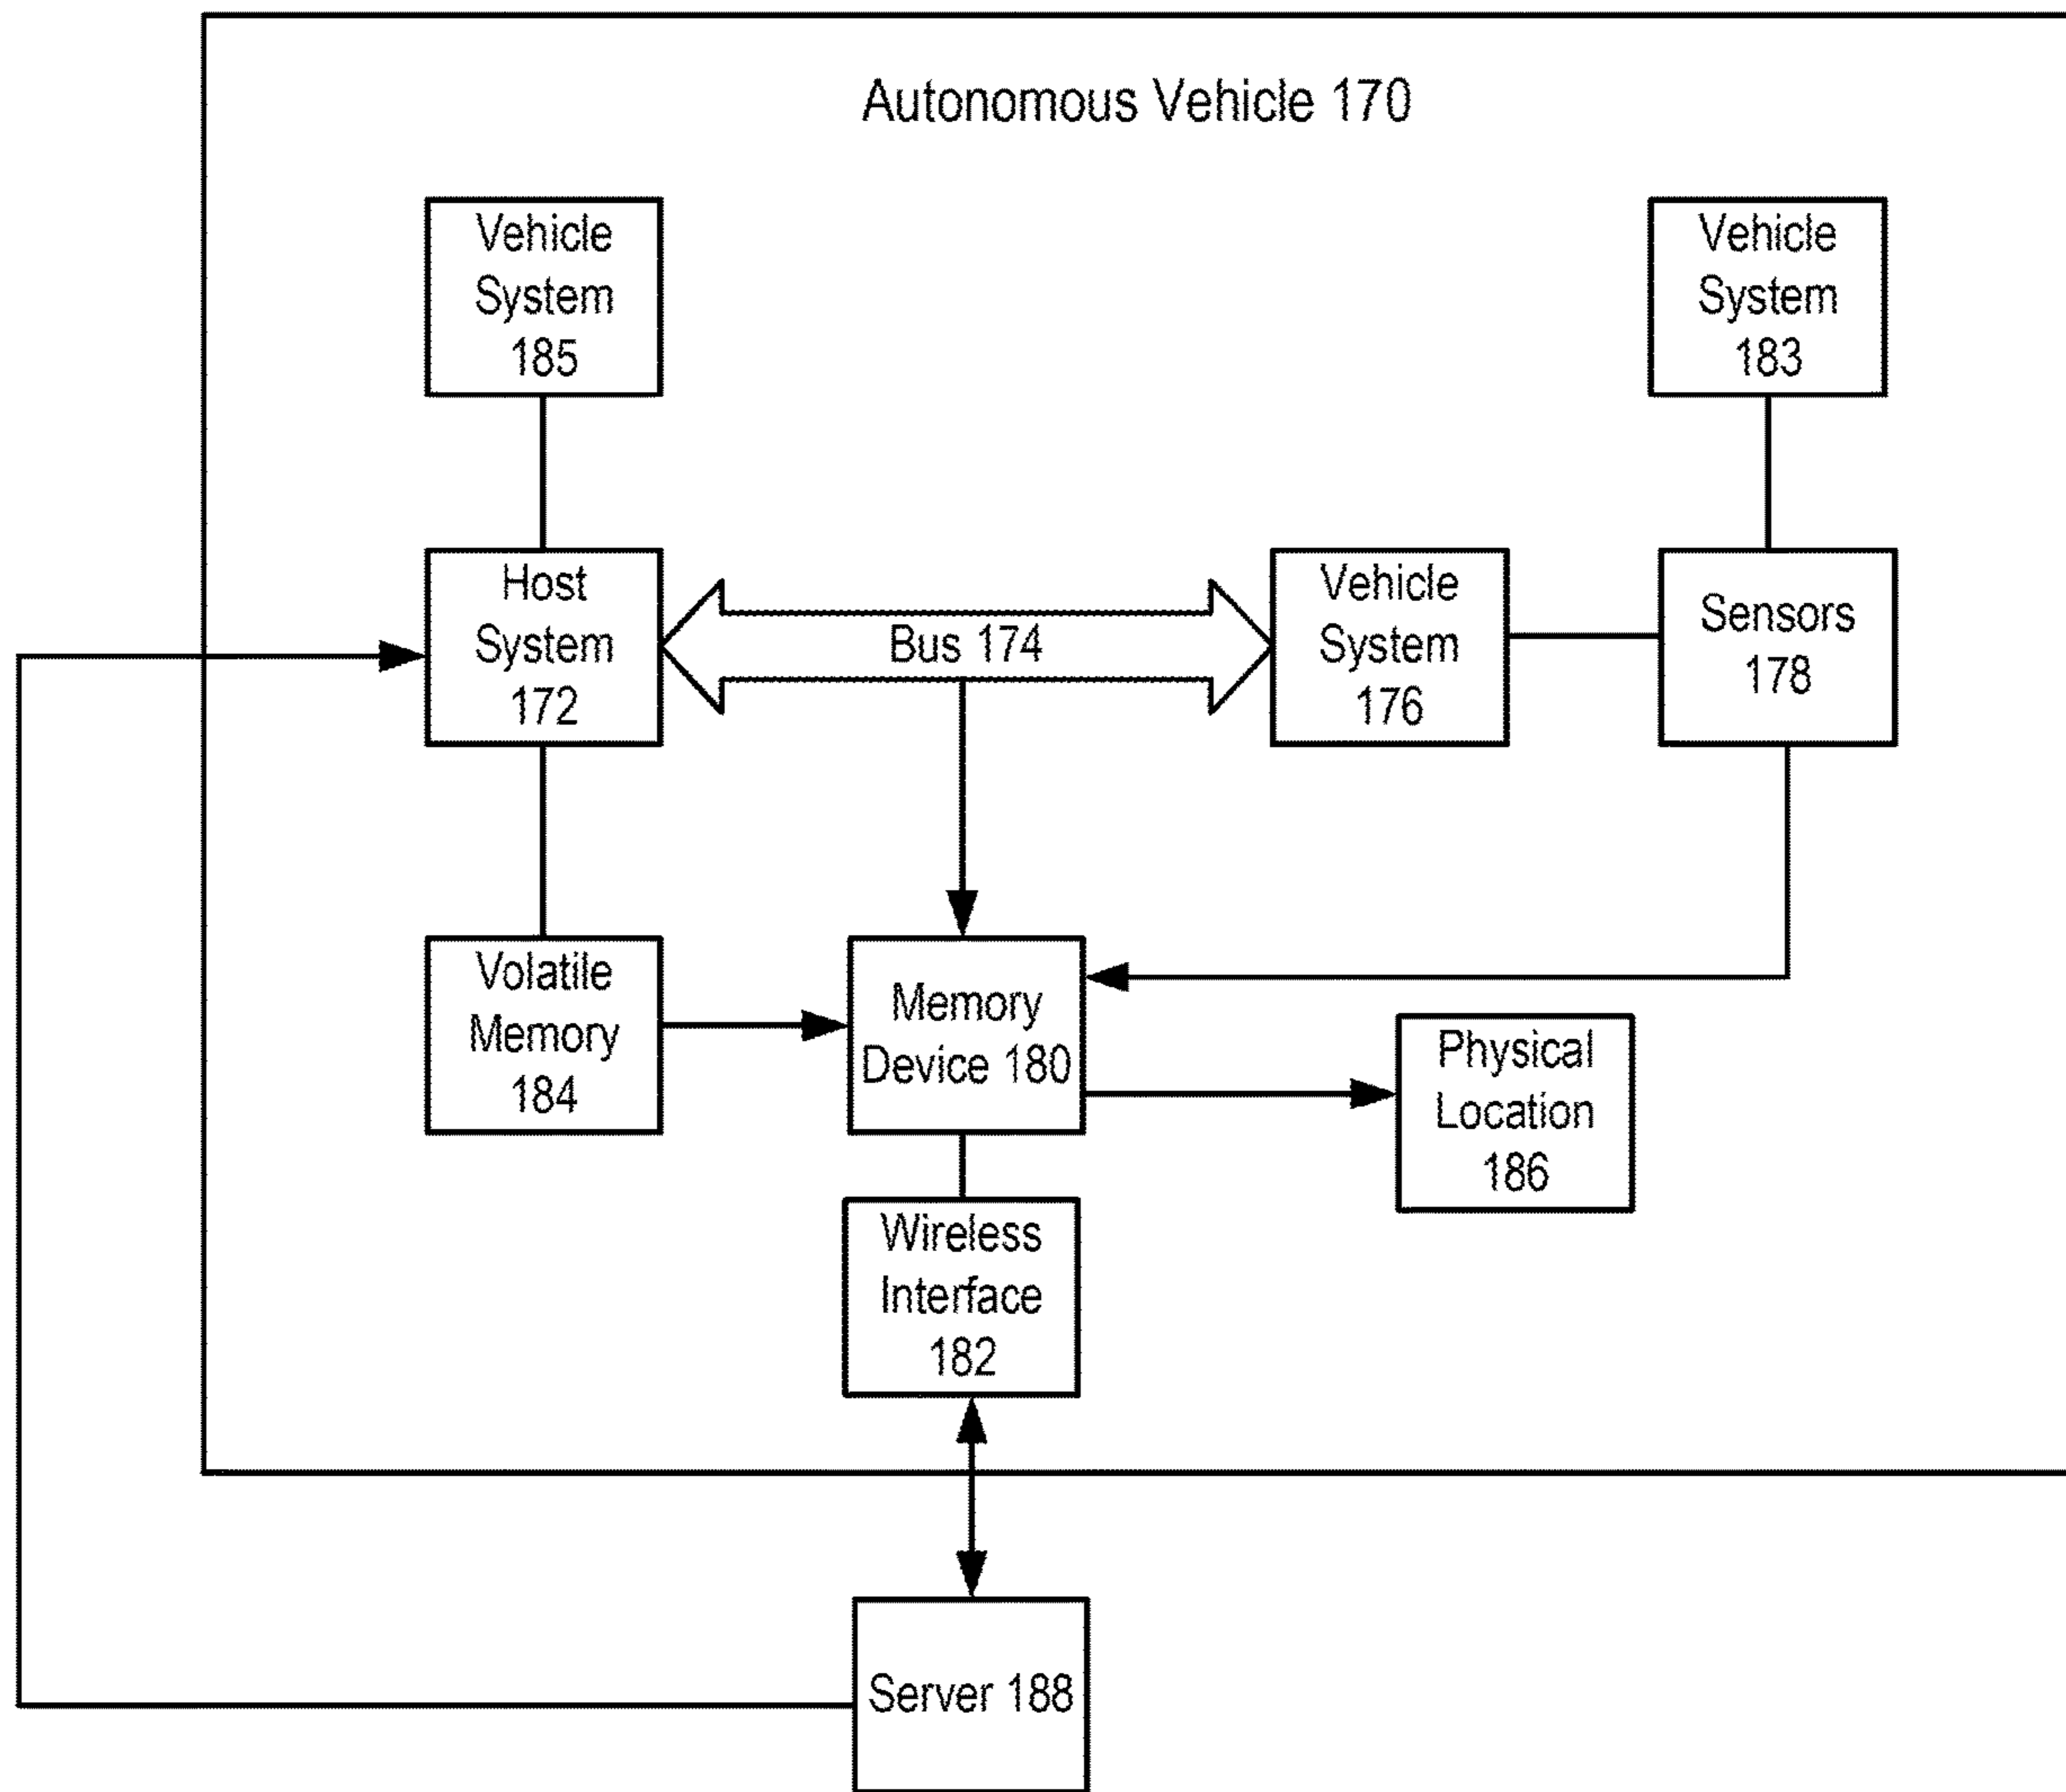 Autonomous Vehicle 170
Vehicle
System
185
Vehicle
System
183
Host
System
172
Bus 174
Vehicle
System
176
Sensors
178
Volatile
Memory
184
Memory
Device 180
Physical
Location
186
Wireless
Interface
182
Server 188